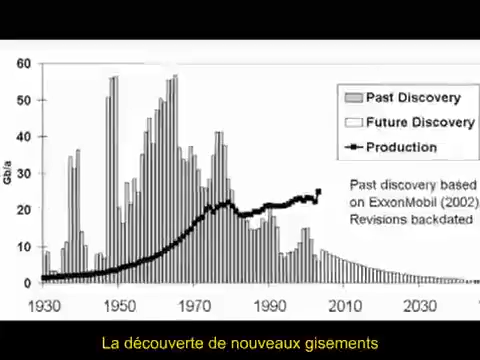 60
50
40
30
20
10
0
Gb/a
1930
1950
1970
1990
2010
2030
Past Discovery
Future Discovery
Production
Past discovery based
on ExxonMobil (2002)
Revisions backdated
La découverte de nouveaux gisements